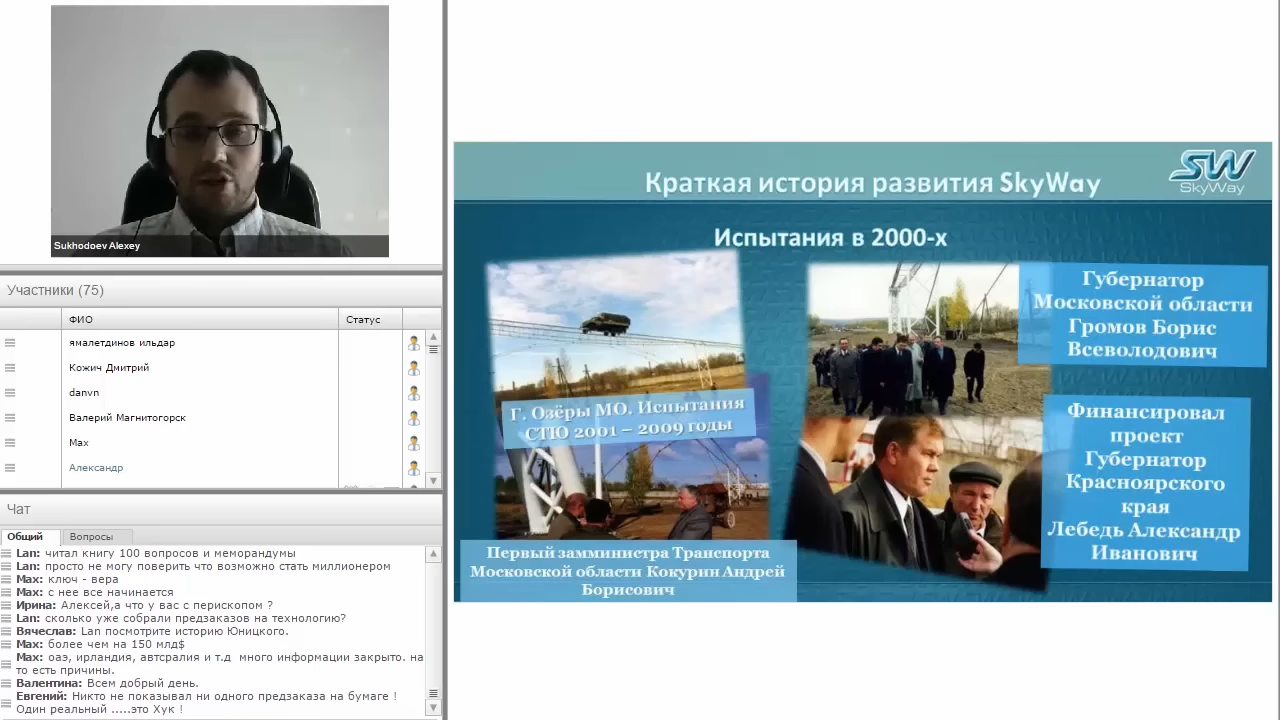 Sukhodoev Alexey
Участники (75)
ФИО
Статус
ямалетдинов ильдар
Кожич Дмитрий
danvn
Валерий Магнитогорск
Max
Александр
Чат
Общий
Вопросы
Lan: читал книгу 100 вопросов и меморандумы
Lan: просто не могу поверить что возможно стать миллионером
Max: ключ - вера
Max: с нее все начинается
Ирина: Алексей,а что у вас с перископом ?
Lan: сколько уже собрали предзаказов на технологию?
Вячеслав: Lan посмотрите историю Юницкого.
Max: более чем на 150 млд$
Max: оаэ, ирландия, автсралия и т.д много информации закрыто. на
то есть причины.
Валентина: Всем добрый день.
Евгений: Никто не показывал ни одного предзаказа на бумаге !
Один реальный .....это Хук !
Краткая история развития SkyWay
SW
SkyWay
Испытания в 2000-х
Г. Озёры МО. Испытания
СТЮ 2001 – 2009 годы
Первый замминистра Транспорта
Московской области Кокурин Андрей
Борисович
Губернатор
Московской области
Громов Борис
Всеволодович
Финансировал
проект
Губернатор
Красноярского
края
Лебедь Александр
Иванович